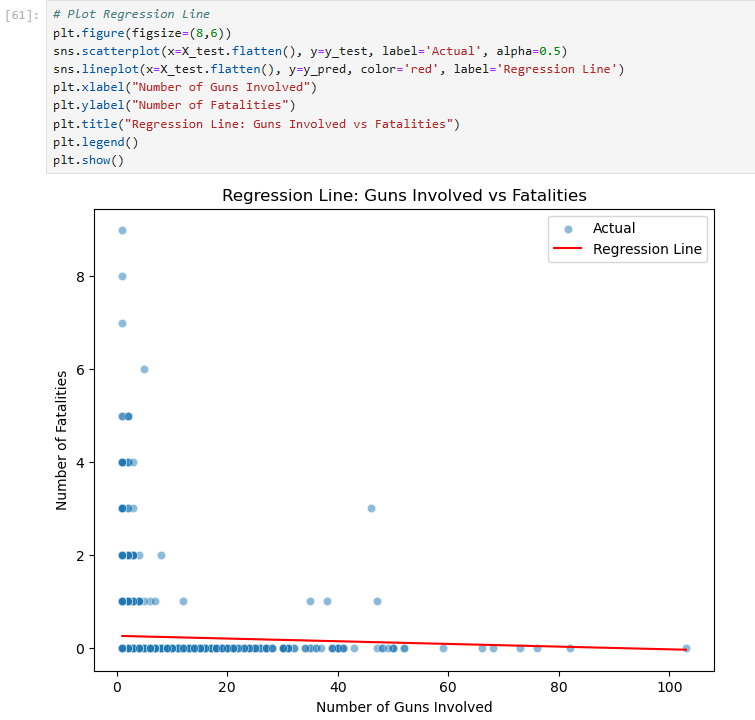 [61]: # Plot Regression Line
plt.figure(figsize=(8,6))
sns.scatterplot(x=X_test.flatten(), y=y_test, label='Actual', alpha=0.5)
sns.lineplot(x=X_test.flatten(), y=y_pred, color='red', label='Regression Line')
plt.xlabel("Number of Guns Involved")
plt.ylabel("Number of Fatalities")
plt.title("Regression Line: Guns Involved vs Fatalities")
plt.legend()
plt.show()
Regression Line: Guns Involved vs Fatalities
Actual
Regression Line
Number of Fatalities
8
6
4
2
0
0 20 40 60 80 100
Number of Guns Involved